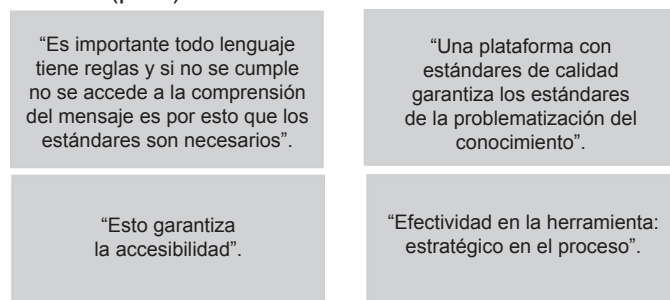 “Es importante todo lenguaje
tiene reglas y si no se cumple
no se accede a la comprensión
del mensaje es por esto que los
estándares son necesarios”.
“Una plataforma con
estándares de calidad
garantiza los estándares
de la problematización del
conocimiento”.
“Esto garantiza
la accesibilidad”.
“Efectividad en la herramienta:
estratégico en el proceso”.